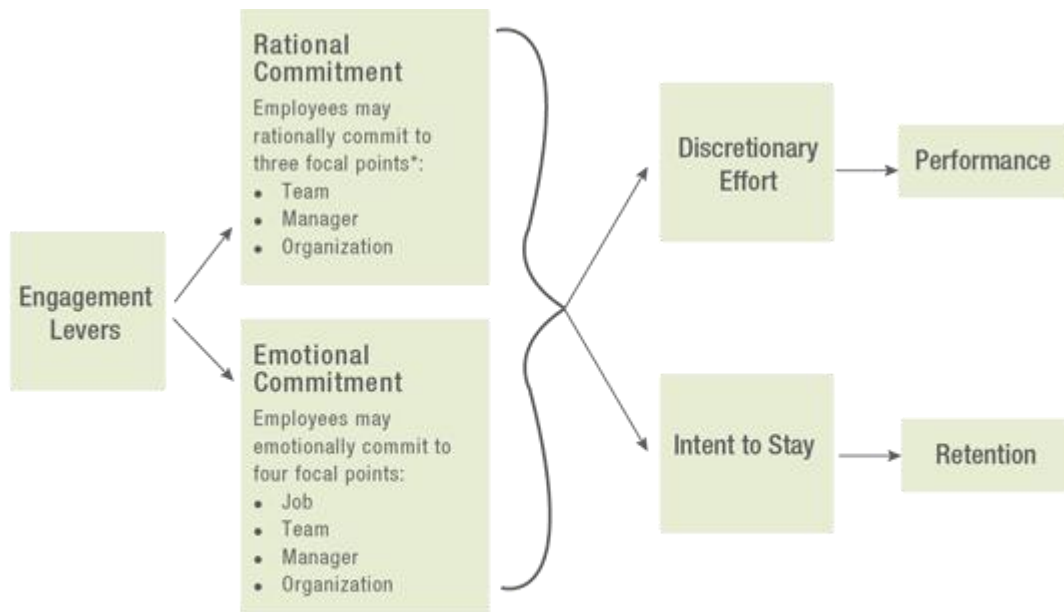 Engagement
Levers
Rational
Commitment
Employees may
rationally commit to
three focal points*:
• Team
• Manager
• Organization
Emotional
Commitment
Employees may
emotionally commit to
four focal points:
• Job
• Team
• Manager
• Organization
Discretionary
Effort
Performance
Intent to Stay
Retention